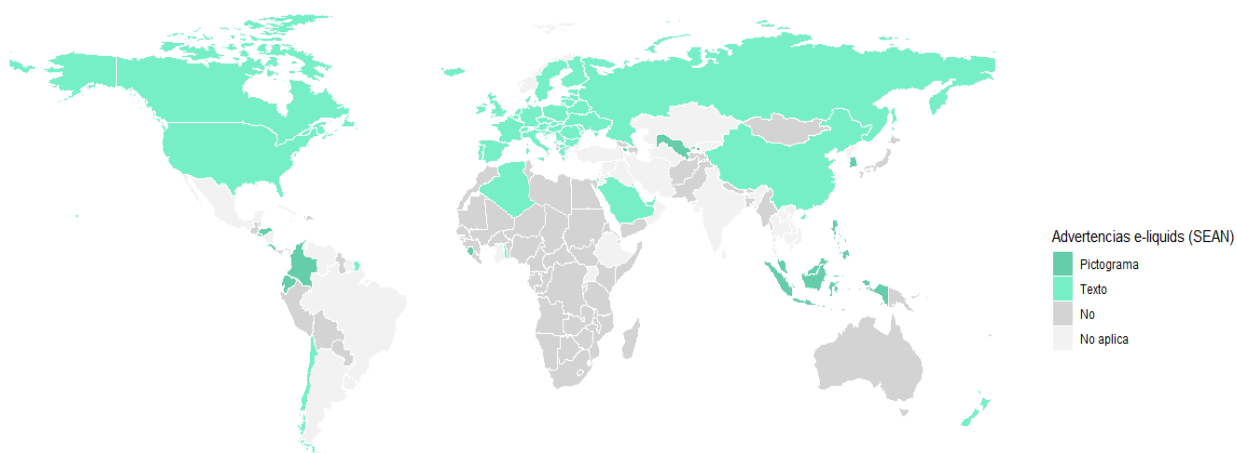 Advertencias e-liquids (SEAN)
Pictograma
Texto
No
No aplica